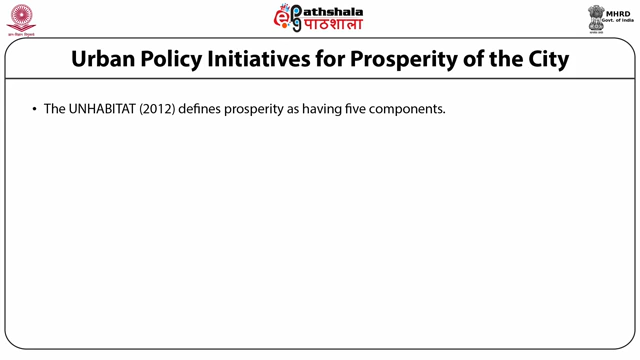 ePathshala
पाठशाला
MHRD
Govt. of India
Urban Policy Initiatives for Prosperity of the City
• The UNHABITAT (2012) defines prosperity as having five components.